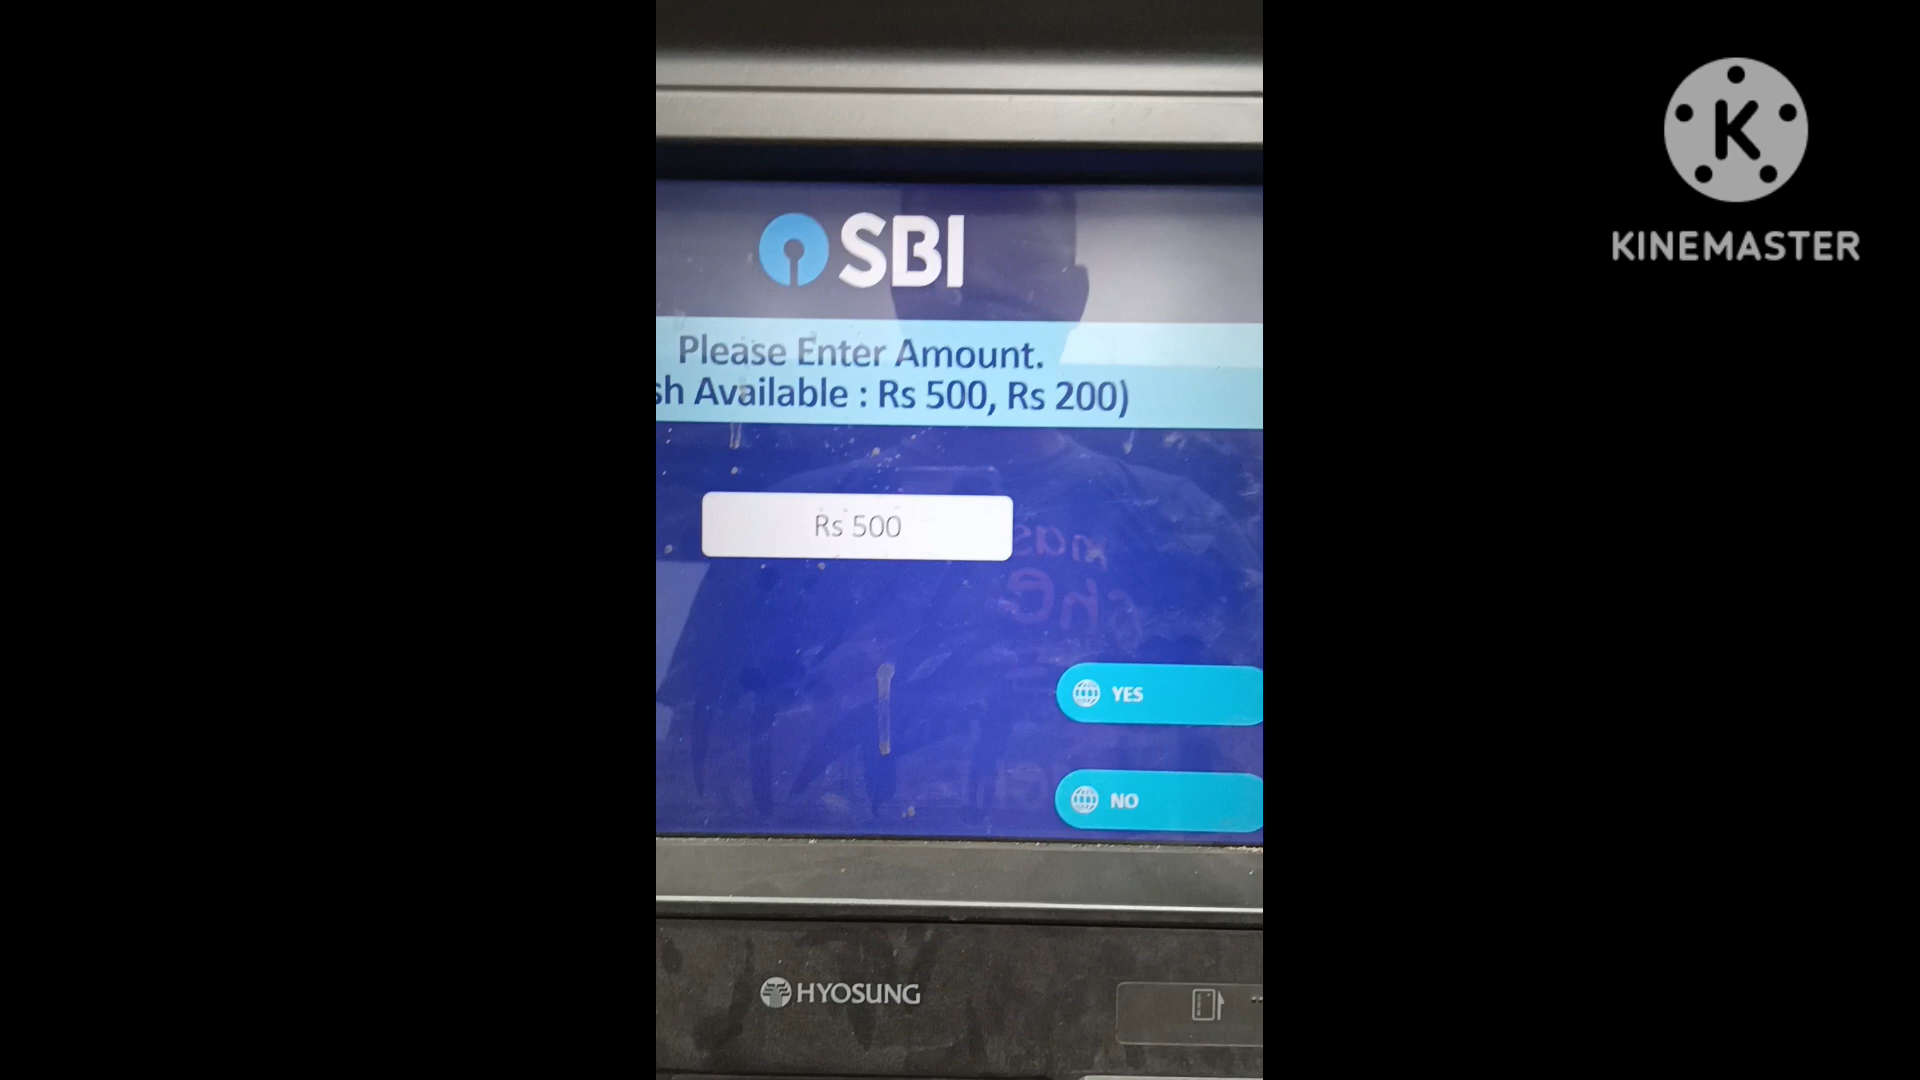 K
KINEMASTER
SBI
Please Enter Amount.
sh Available : Rs 500, Rs 200)
Rs 500
YES
NO
HYOSUNG